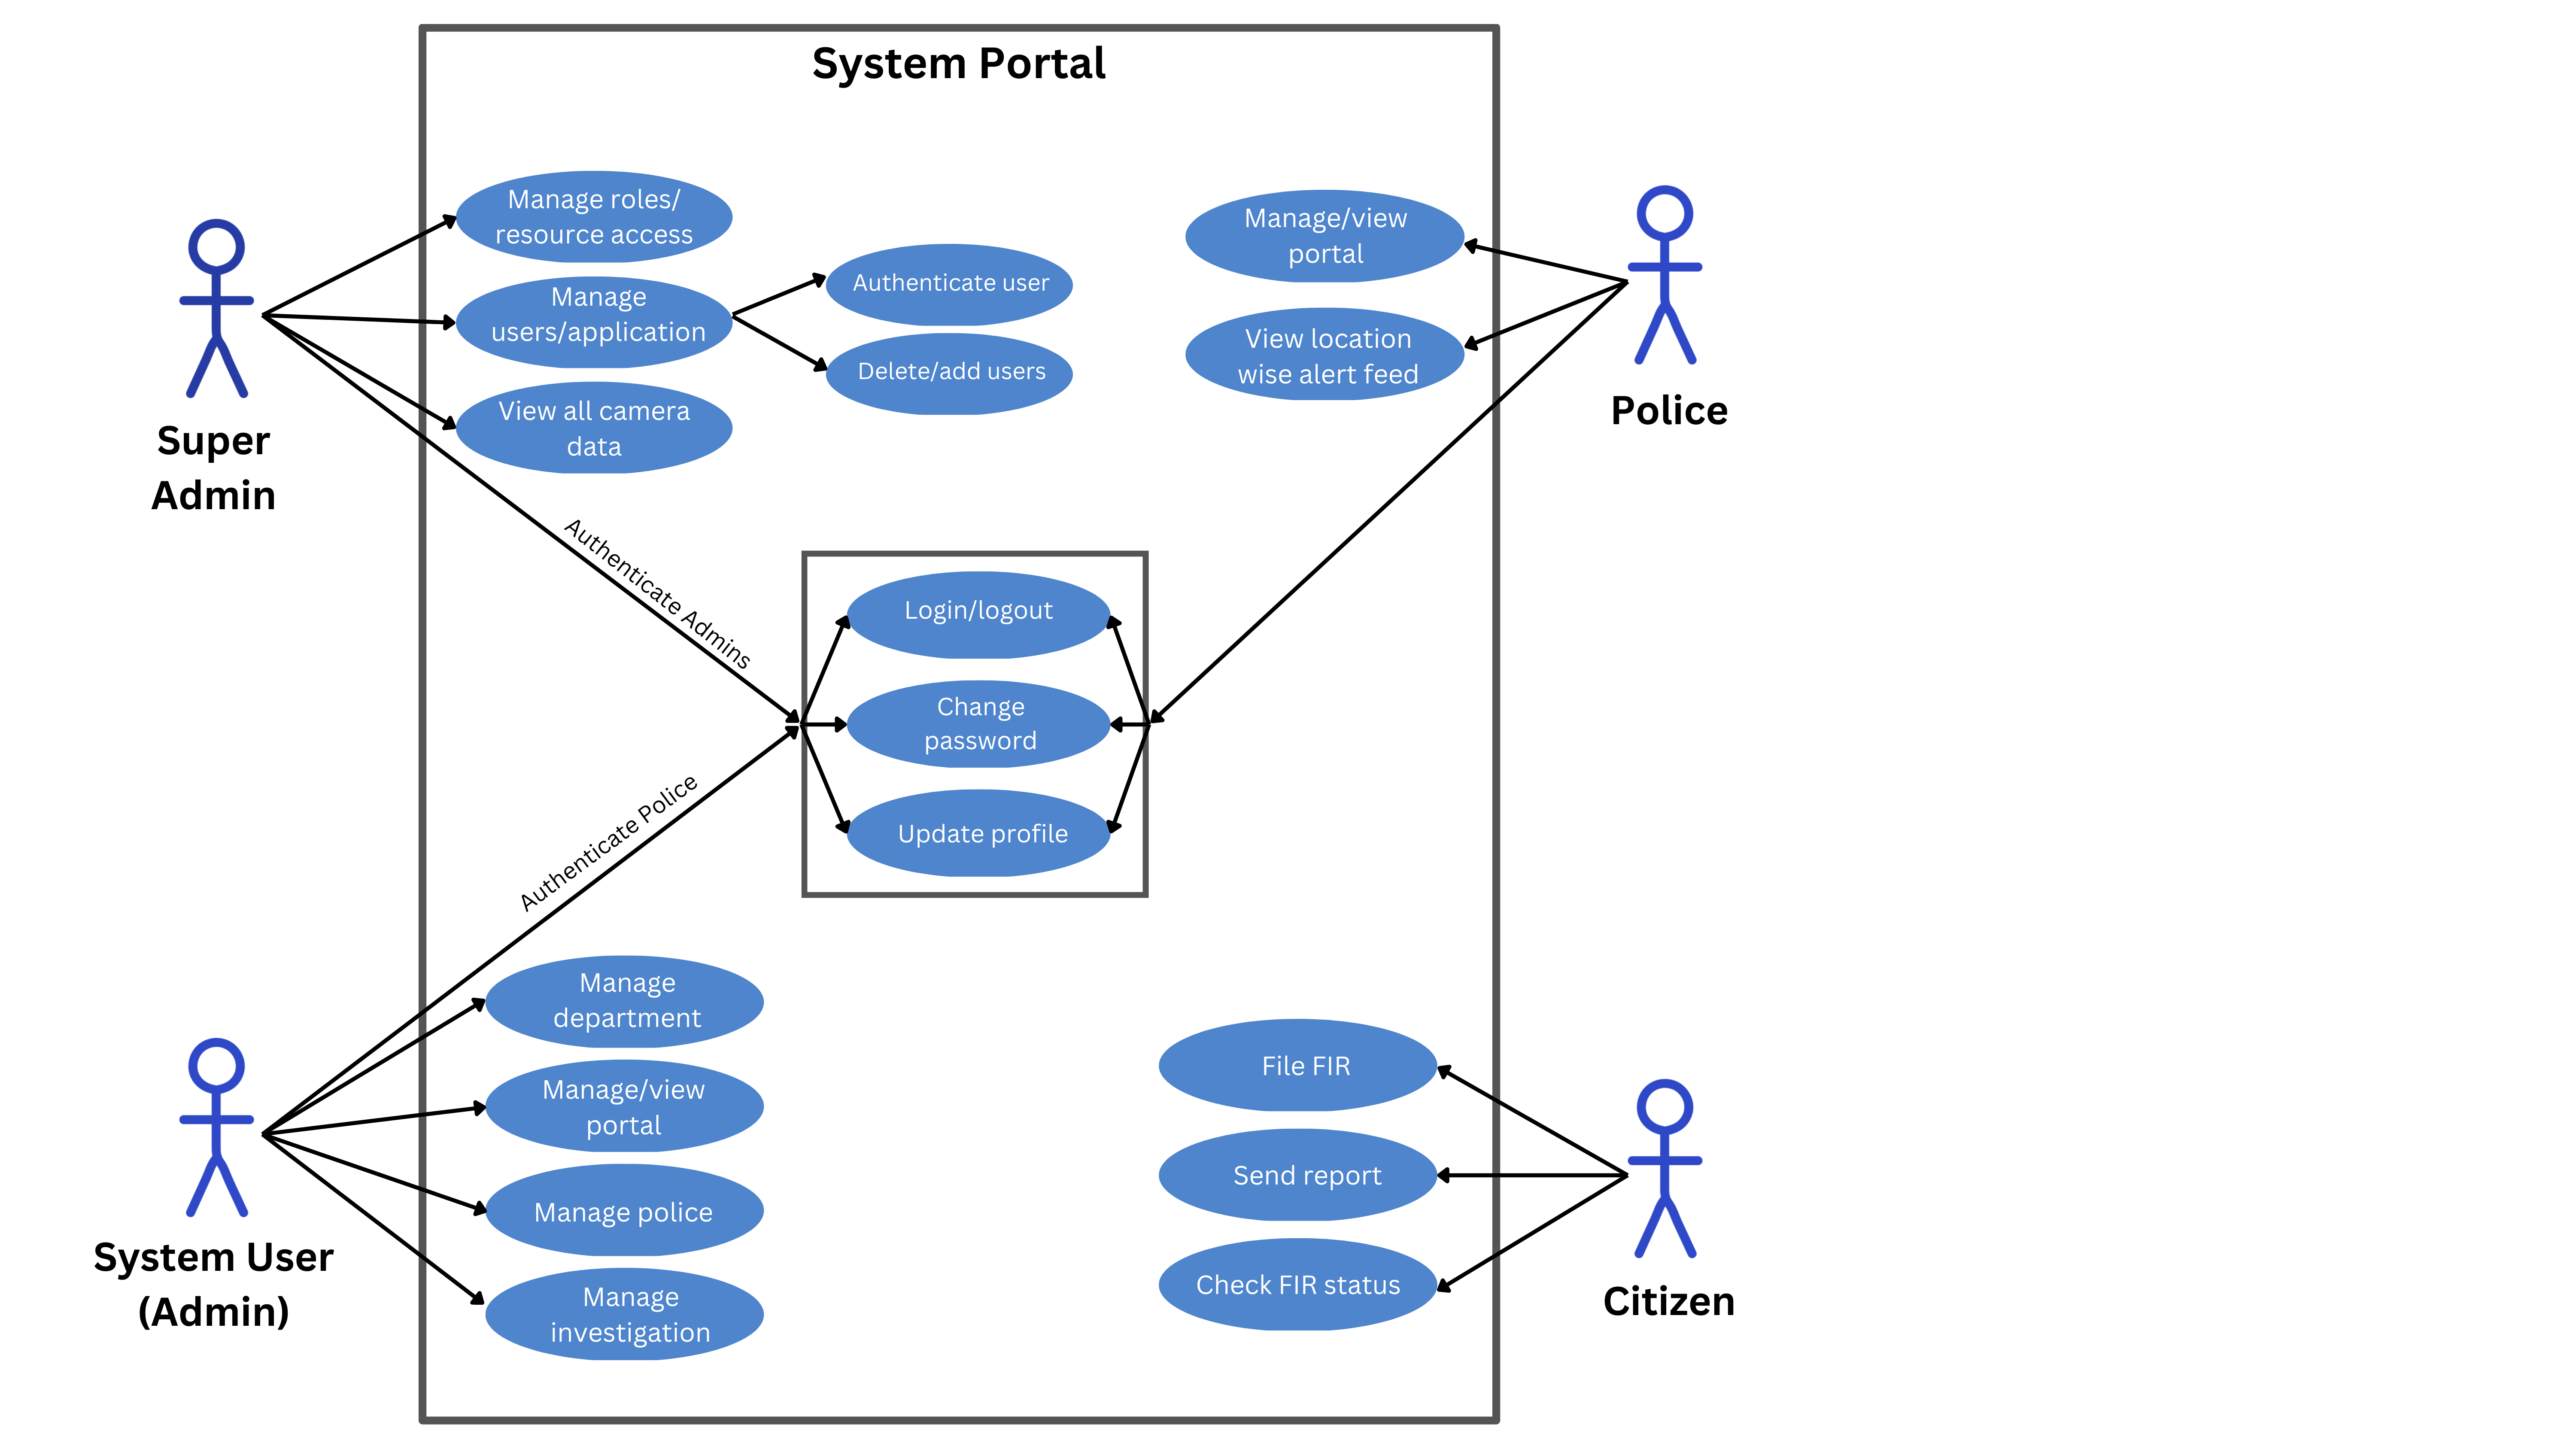 System Portal
Manage roles/
resource access
Manage
users/application
View all camera
data
Authenticate user
Delete/add users
Manage/view
portal
View location
wise alert feed
Super
Admin
Police
Authenticate Admins
Login/logout
Change
password
Update profile
Authenticate Police
Manage
department
Manage/view
portal
Manage police
Manage
investigation
System User
(Admin)
File FIR
Send report
Check FIR status
Citizen